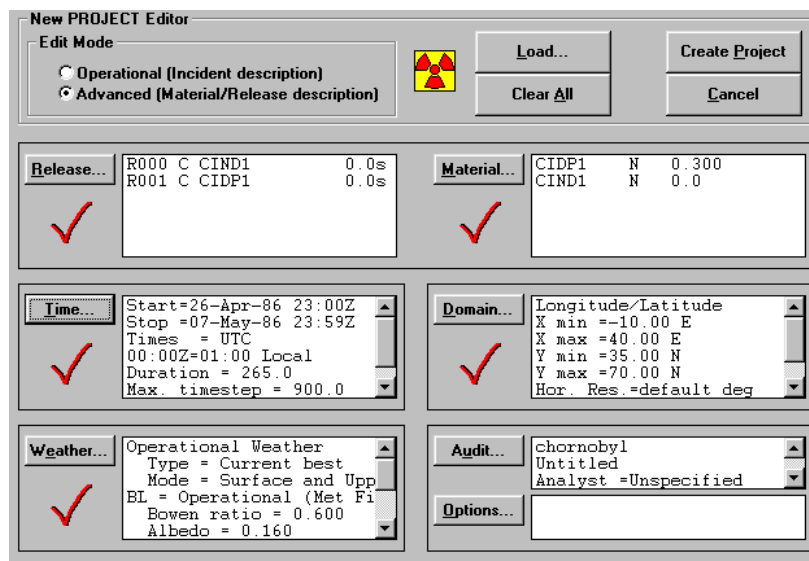 New PROJECT Editor
Edit Mode
Operational (Incident description)
Advanced (Material/Release description)
Load...
Clear All
Create Project
Cancel
Release...
R000 C CIND1 0.0s
R001 C CIDP1 0.0s
Material...
CIDP1 N 0.300
CIND1 N 0.0
Time...
Start=26-Apr-86 23:00Z
Stop =07-May-86 23:59Z
Times = UTC
00:00Z=01:00 Local
Duration = 265.0
Max. timestep = 900.0
Domain...
Longitude/Latitude
X min =-10.00 E
X max =40.00 E
Y min =35.00 N
Y max =70.00 N
Hor. Res.=default deg
Weather...
Operational Weather
Type = Current best
Mode = Surface and Upp
BL = Operational (Met Fi
Bowen ratio = 0.600
Albedo = 0.160
Audit...
chornobyl
Untitled
Analyst =Unspecified
Options...